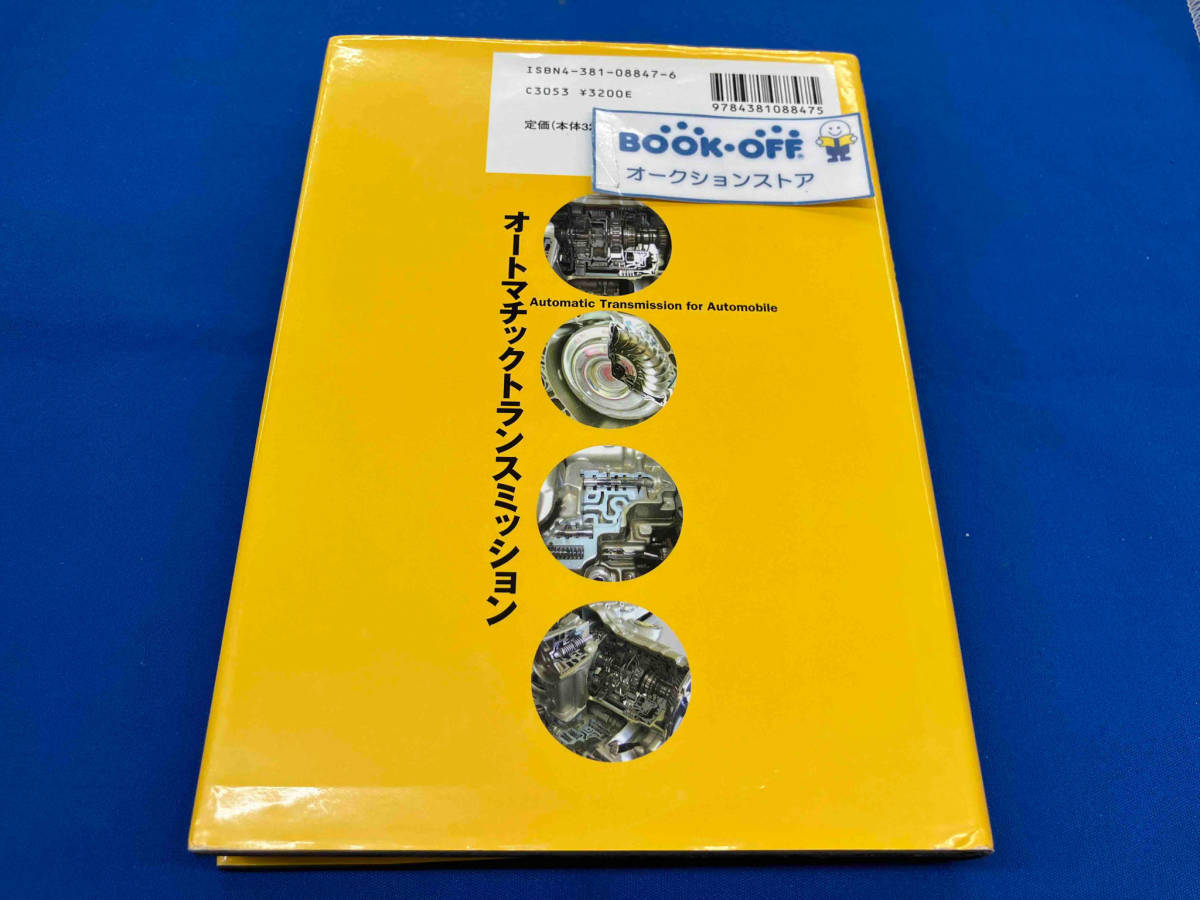 ISBN4-381-08847-6
C3053 ¥3200E
9784381088475
定価(本体32
BOOK・OFF®
オークションストア
オートマチックトランスミッション
Automatic Transmission for Automobile